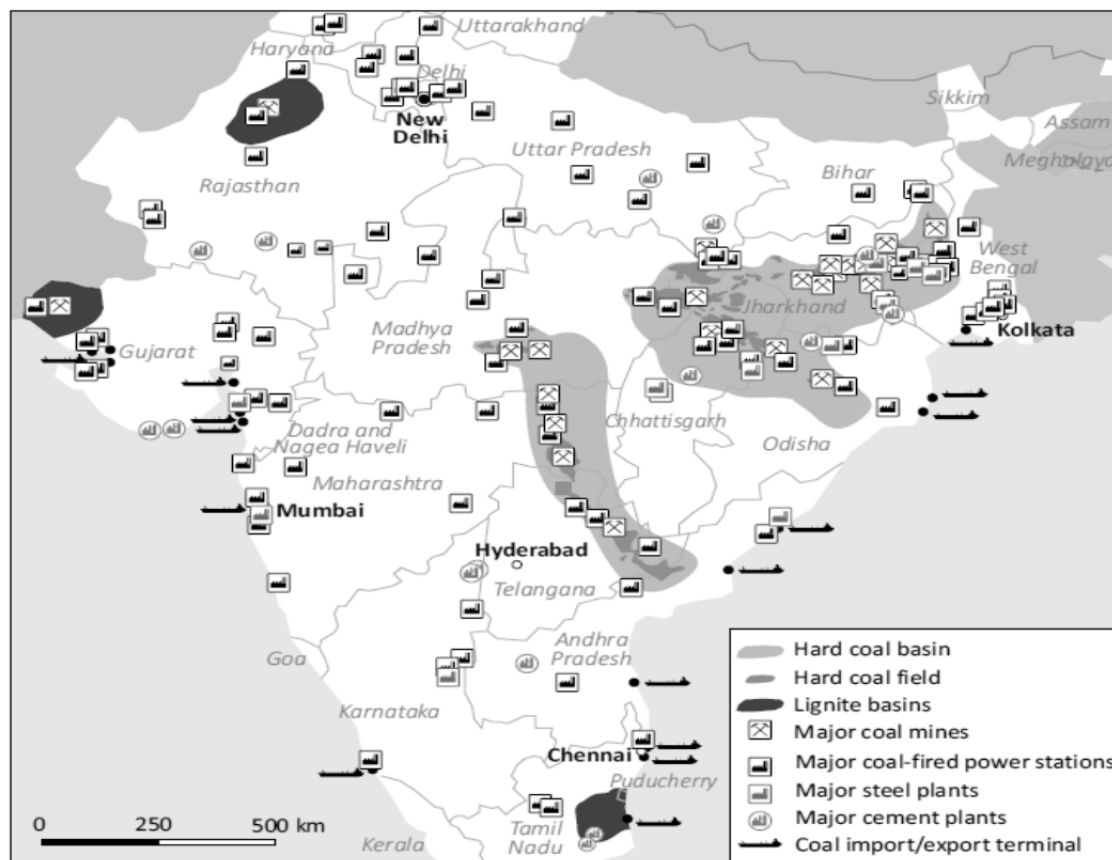 Uttarakhand
Haryana
Delhi
New
Delhi
Sikkim
Assam
Meghalaya
Uttar Pradesh
Bihar
Rajasthan
West
Bengal
Jharkhand
Kolkata
Madhya
Pradesh
Gujarat
Chhattisgarh
Odisha
Dadra and
Nagea Haveli
Maharashtra
Mumbai
Hyderabad
Telangana
Goa
Andhra
Pradesh
Karnataka
Chennai
Puducherry
Tamil
Nadu
Kerala
0 250 500 km
Hard coal basin
Hard coal field
Lignite basins
Major coal mines
Major coal-fired power stations
Major steel plants
Major cement plants
Coal import/export terminal